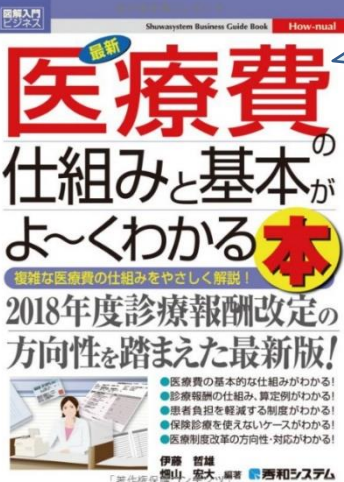 図解入門
ビジネス
Shuwasystem Business Guide Book
How-nual
最新
医療費の
仕組みと基本が
よ〜くわかる本
複雑な医療費の仕組みをやさしく解説！
2018年度診療報酬改定の
方向性を踏まえた最新版！
●医療費の基本的な仕組みがわかる！
●診療報酬の仕組み、算定例がわかる！
●患者負担を軽減する制度がわかる！
●保険診療を使えないケースがわかる！
●医療制度改革の方向性・対応がわかる！
伊藤 哲雄
畑山 宏大 編著
秀和システム